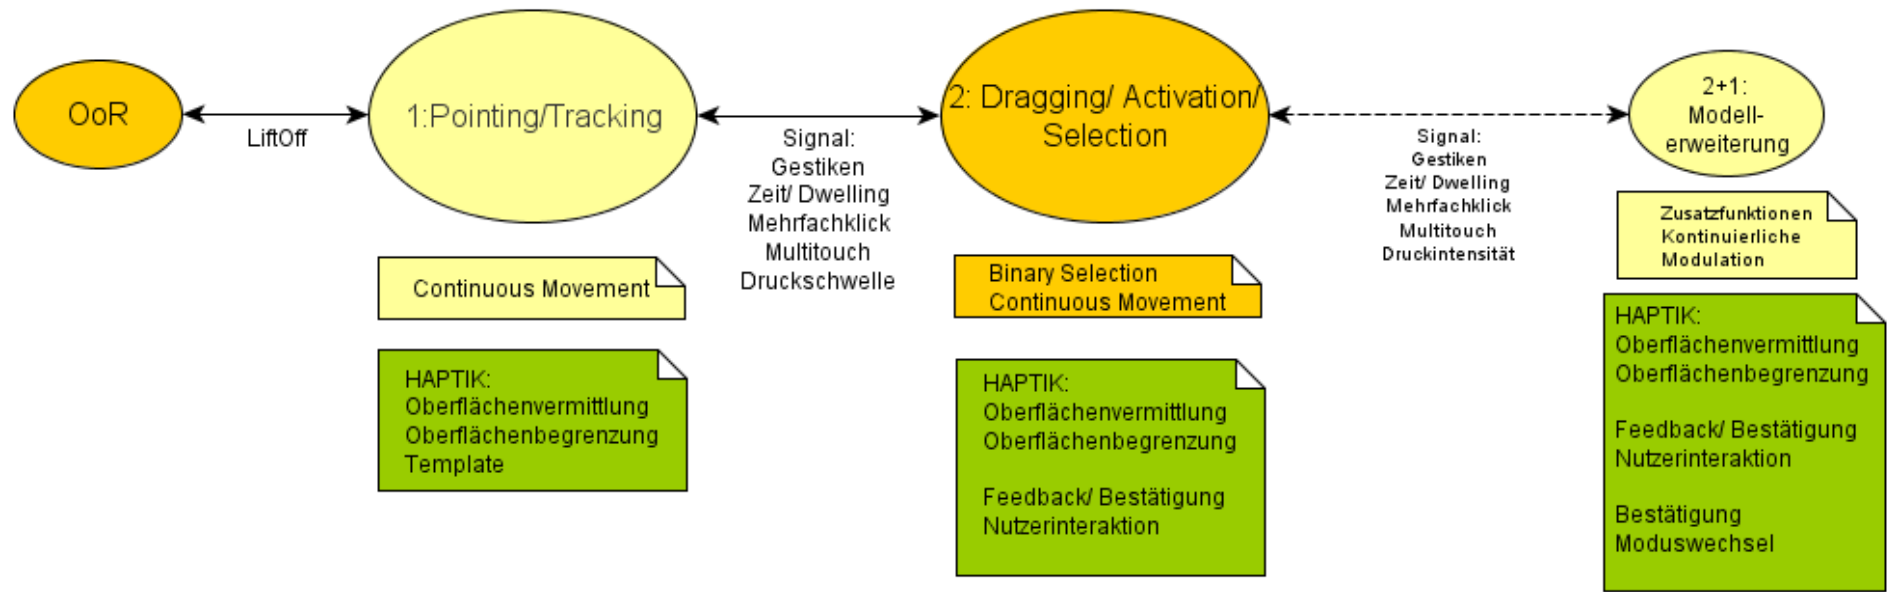 OoR
LiftOff
1:Pointing/Tracking
Signal:
Gestiken
Zeit/ Dwelling
Mehrfachklick
Multitouch
Druckschwelle
2: Dragging/ Activation/
Selection
Signal:
Gestiken
Zeit/ Dwelling
Mehrfachklick
Multitouch
Druckintensität
2+1:
Modell-
erweiterung
Continuous Movement
HAPTIK:
Oberflächenvermittlung
Oberflächenbegrenzung
Template
Binary Selection
Continuous Movement
HAPTIK:
Oberflächenvermittlung
Oberflächenbegrenzung
Feedback/ Bestätigung
Nutzerinteraktion
Zusatzfunktionen
Kontinuierliche
Modulation
HAPTIK:
Oberflächenvermittlung
Oberflächenbegrenzung
Feedback/ Bestätigung
Nutzerinteraktion
Bestätigung
Moduswechsel